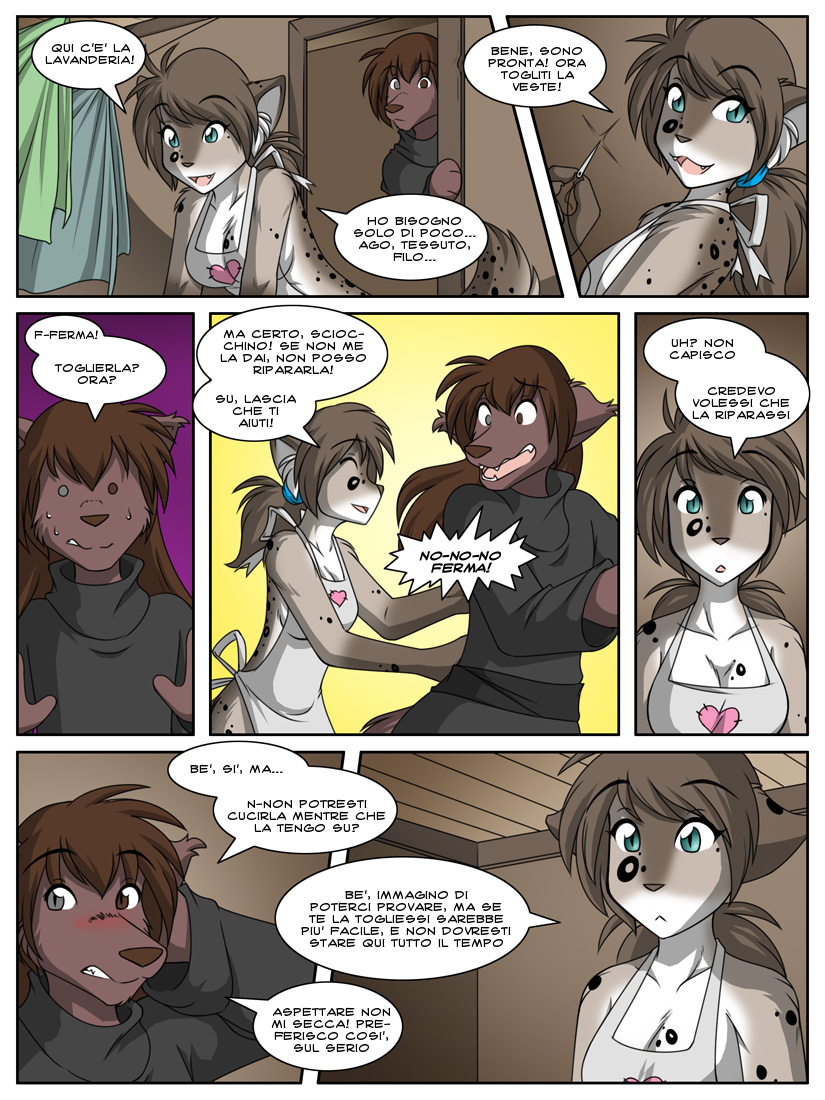 QUI C'E' LA
LAVANDERIA!
HO BISOGNO
SOLO DI POCO...
AGO, TESSUTO,
FILO...
BENE, SONO
PRONTA! ORA
TOGLITI LA
VESTE!
F-FERMA!
TOGLIERLA?
ORA?
MA CERTO, SCIOC-
CHINO! SE NON ME
LA DAI, NON POSSO
RIPARARLA!
SU, LASCIA
CHE TI
AIUTI!
NO-NO-NO
FERMA!
UH? NON
CAPISCO
CREDEVO
VOLESSI CHE
LA RIPARASSI
BE', SI', MA...
N-NON POTRESTI
CUCIRLA MENTRE CHE
LA TENGO SU?
BE', IMMAGINO DI
POTERCI PROVARE, MA SE
TE LA TOGLIESSI SAREBBE
PIU' FACILE, E NON DOVRESTI
STARE QUI TUTTO IL TEMPO
ASPETTARE NON
MI SECCA! PRE-
FERISCO COSI',
SUL SERIO